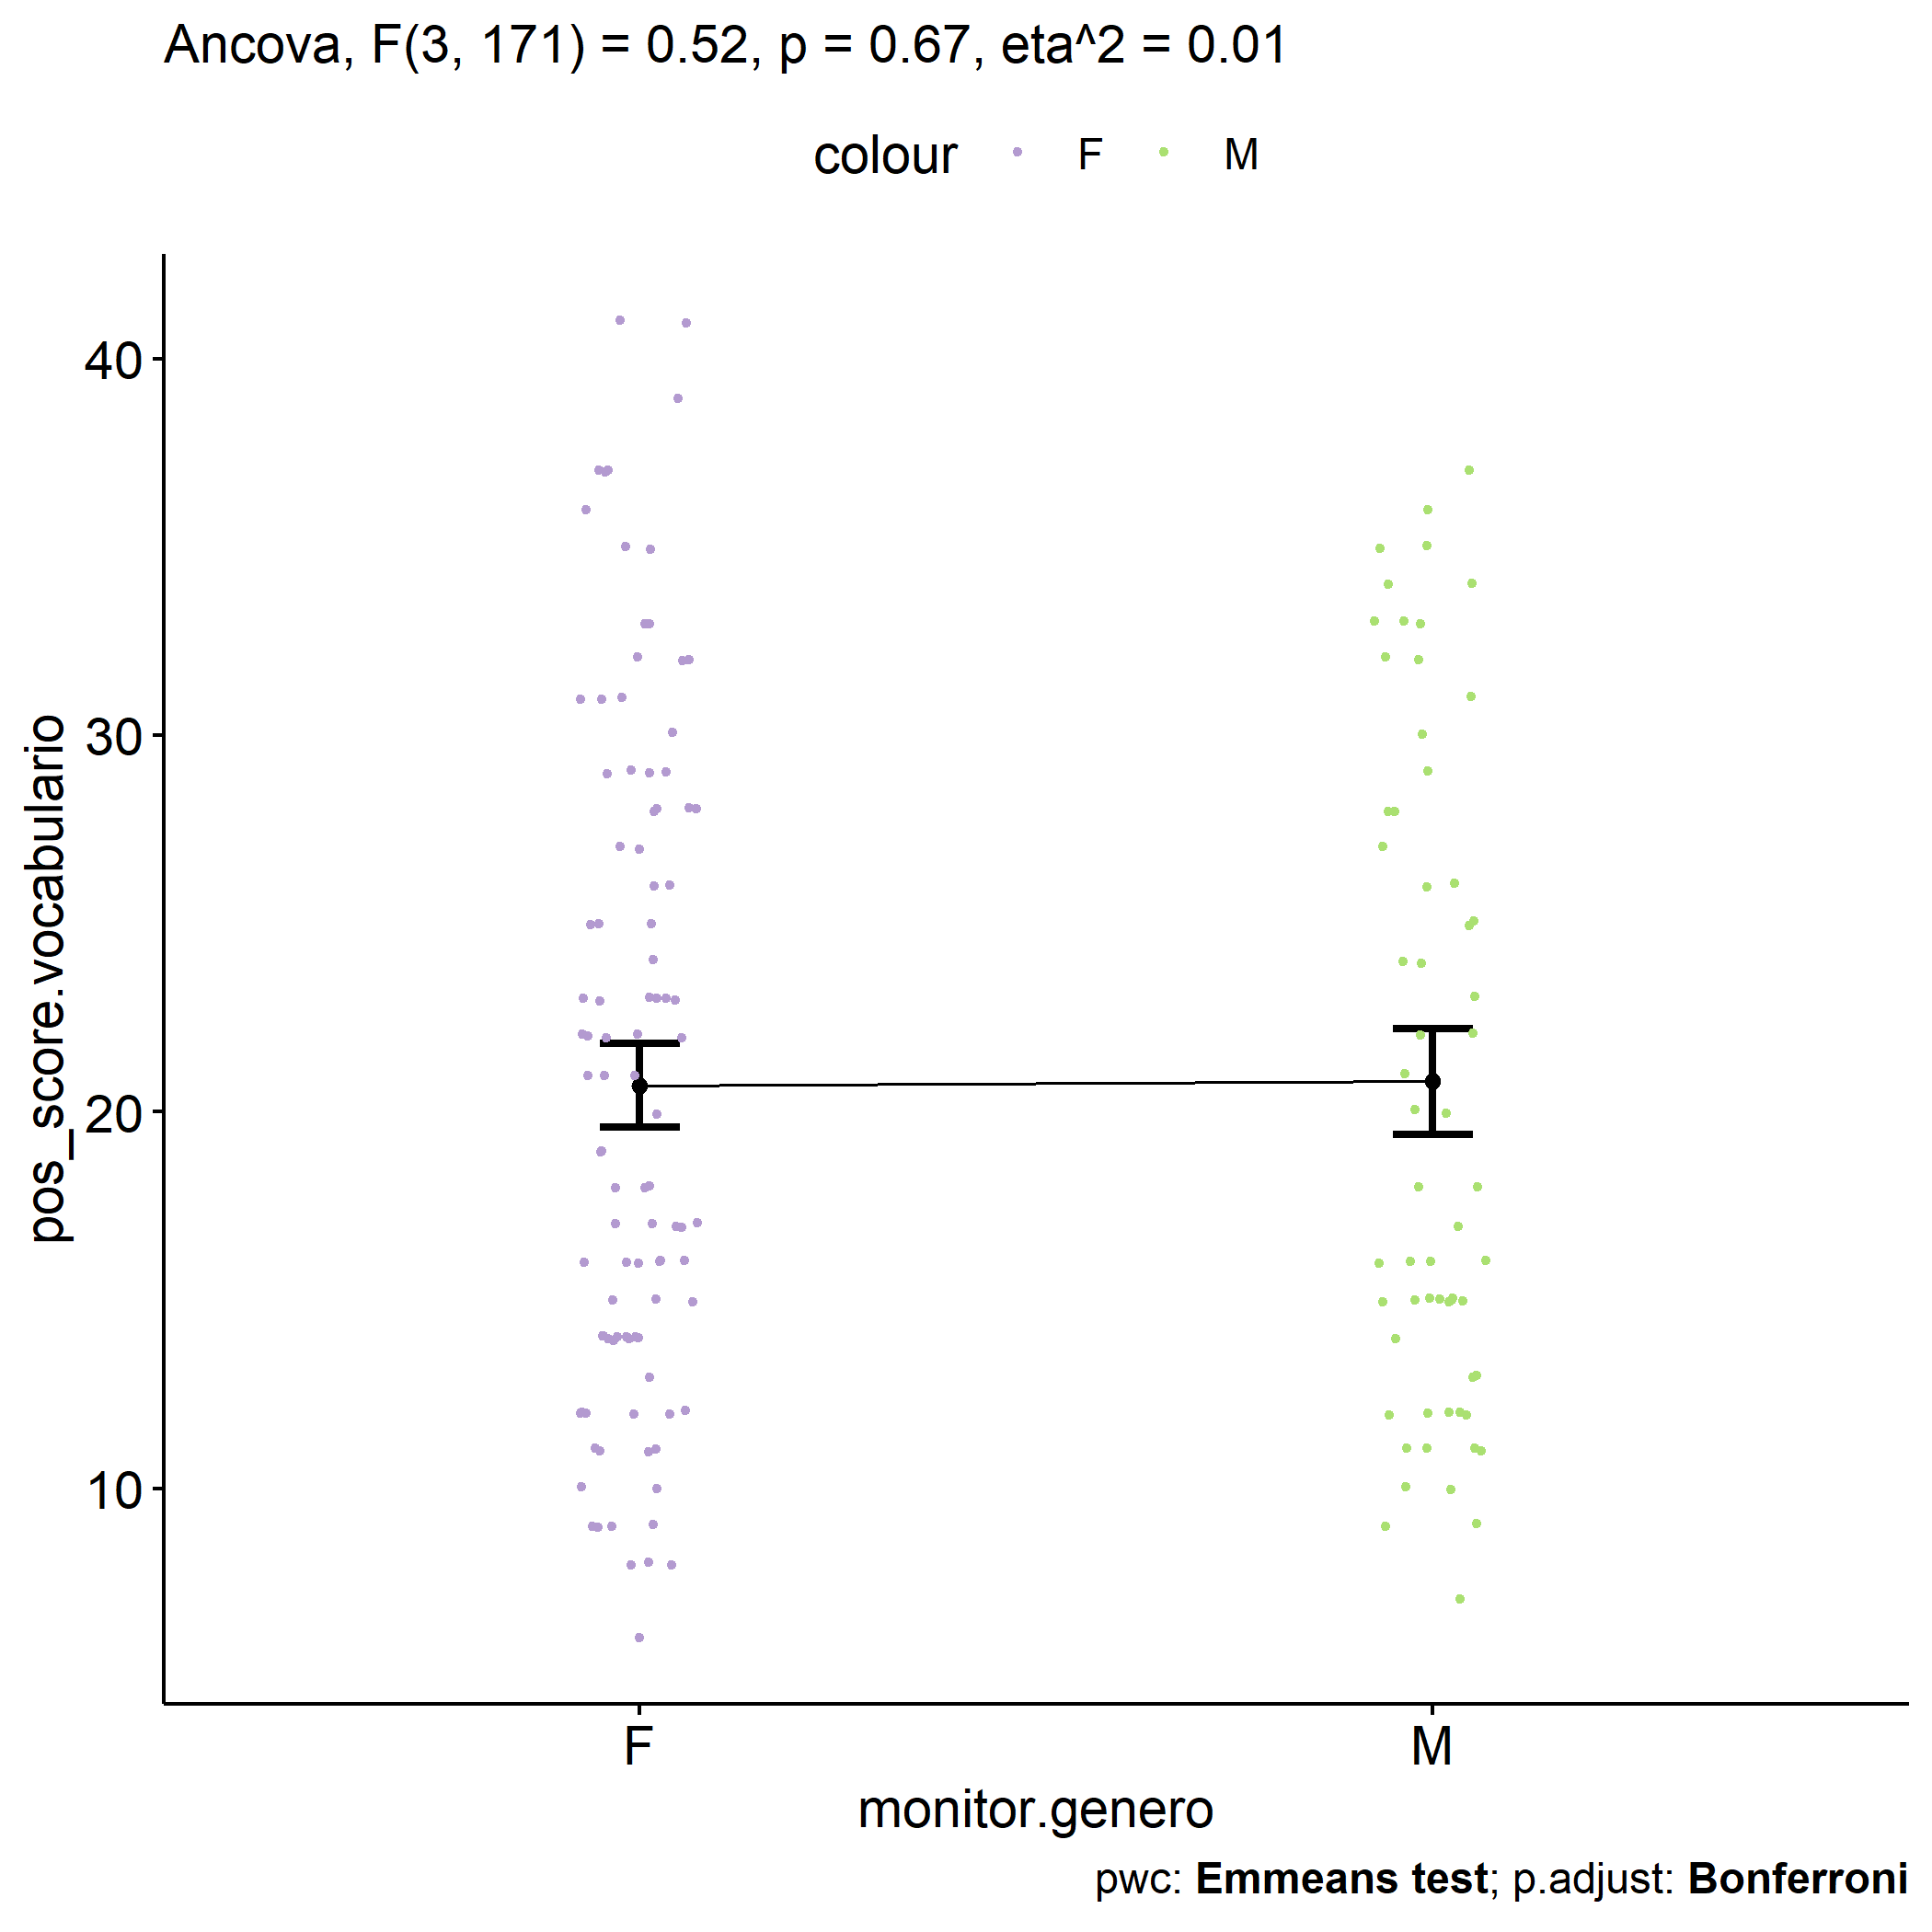 Ancova, F(3, 171) = 0.52, p = 0.67, eta^2 = 0.01
colour F M
pos_score.vocabulario
40
30
20
10
F M
monitor.genero
pwc: Emmeans test; p.adjust: Bonferroni